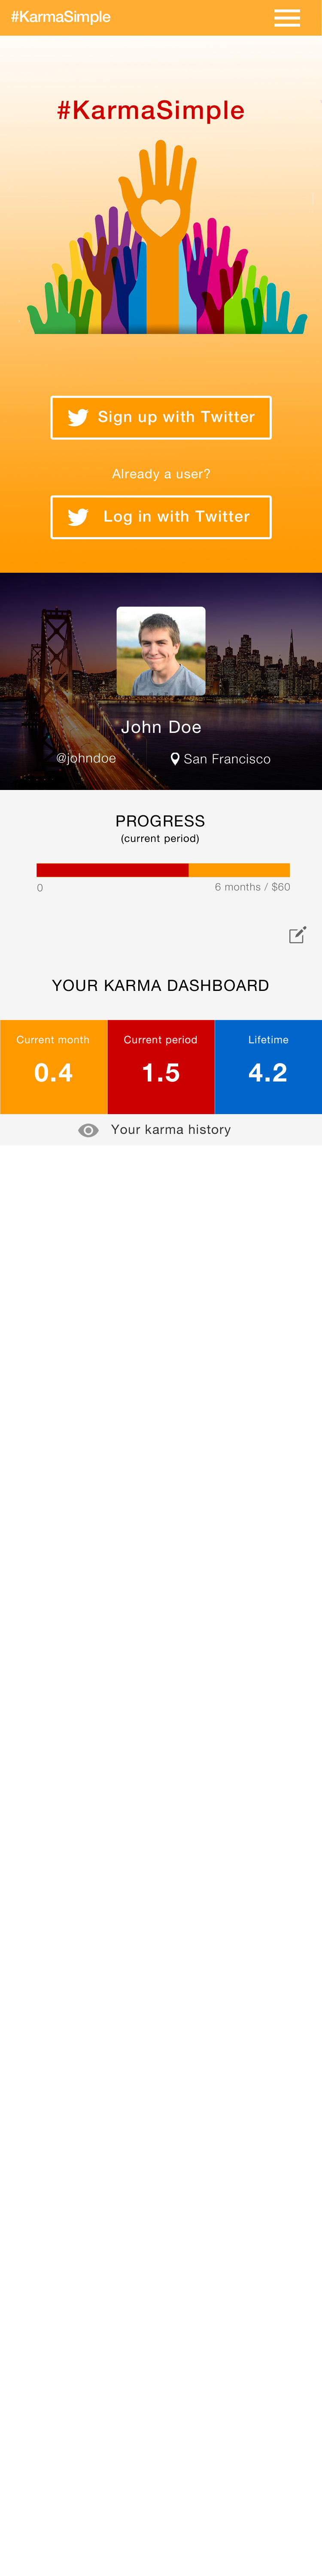 #KarmaSimple
#KarmaSimple
Sign up with Twitter
Already a user?
Log in with Twitter
John Doe
@johndoe San Francisco
PROGRESS
(current period)
0 6 months / $60
YOUR KARMA DASHBOARD
Current month Current period Lifetime
0.4 1.5 4.2
Your karma history